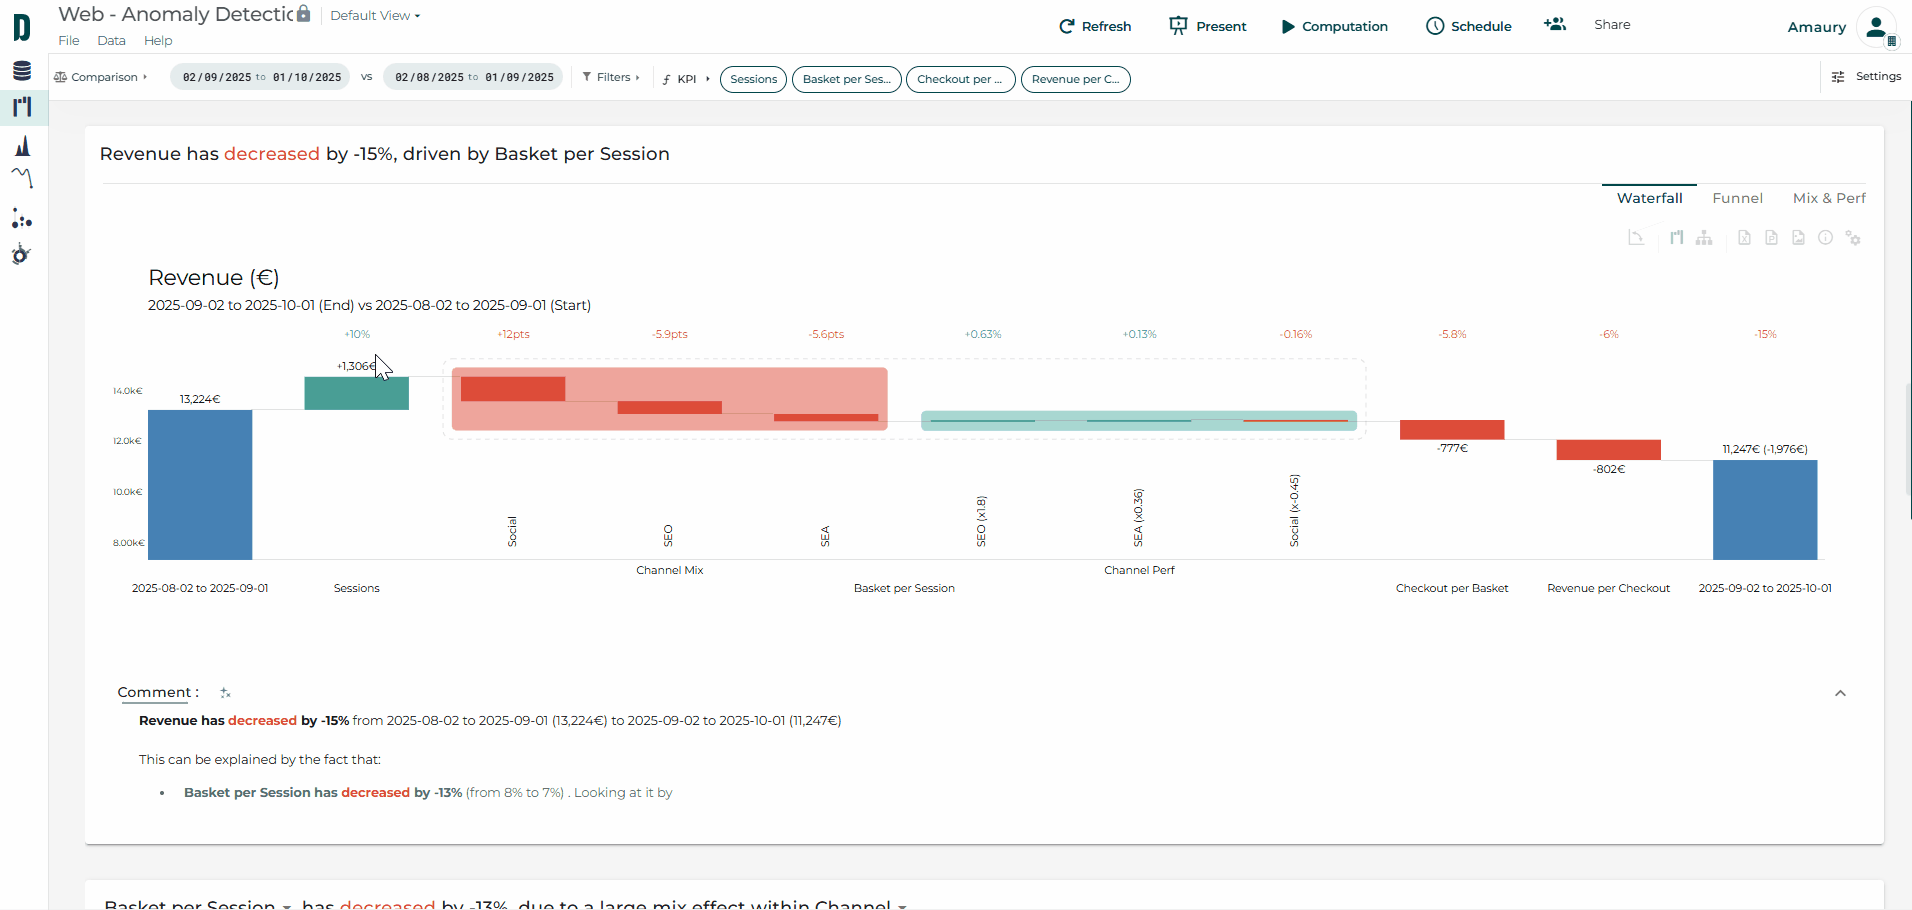 Web - Anomaly Detectic
Default View
File Data Help
Refresh
Present
Computation
Schedule
Share
Amaury
Comparison
02/09/2025 to 01/10/2025 vs 02/08/2025 to 01/09/2025
Filters
KPI
Sessions
Basket per Ses...
Checkout per ...
Revenue per C...
Settings
Revenue has decreased by -15%, driven by Basket per Session
Waterfall Funnel Mix & Perf
Revenue (€)
2025-09-02 to 2025-10-01 (End) vs 2025-08-02 to 2025-09-01 (Start)
+10% +12pts -5.9pts -5.6pts +0.63% +0.13% -0.16% -5.8% -6% -15%
+1,306€
14.0k€
13,224€
12.0k€
-777€
11,247€ (-1,976€)
-802€
10.0k€
8.00k€
Social
SEO
SEA
SEO (x1.8)
SEA (x0.36)
Social (x-0.45)
Channel Mix
Channel Perf
2025-08-02 to 2025-09-01
Sessions
Basket per Session
Checkout per Basket
Revenue per Checkout
2025-09-02 to 2025-10-01
Comment :
Revenue has decreased by -15% from 2025-08-02 to 2025-09-01 (13,224€) to 2025-09-02 to 2025-10-01 (11,247€)
This can be explained by the fact that:
• Basket per Session has decreased by -13% (from 8% to 7%) . Looking at it by
Basket per Session has decreased by -13%, due to a large mix effect within Channel